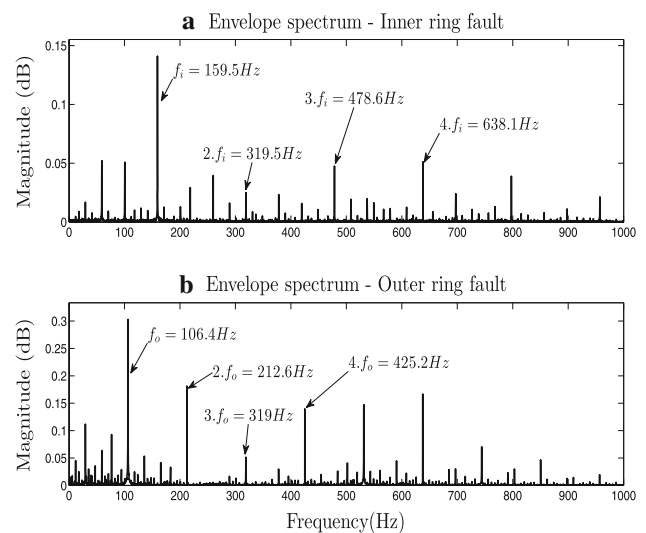 a Envelope spectrum - Inner ring fault
0.15
0.1
0.05
0
Magnitude (dB)
f_i = 159.5Hz
2.f_i = 319.5Hz
3.f_i = 478.6Hz
4.f_i = 638.1Hz
0 100 200 300 400 500 600 700 800 900 1000
b Envelope spectrum - Outer ring fault
0.3
0.25
0.2
0.15
0.1
0.05
0
Magnitude (dB)
f_o = 106.4Hz
2.f_o = 212.6Hz
3.f_o = 319Hz
4.f_o = 425.2Hz
0 100 200 300 400 500 600 700 800 900 1000
Frequency(Hz)